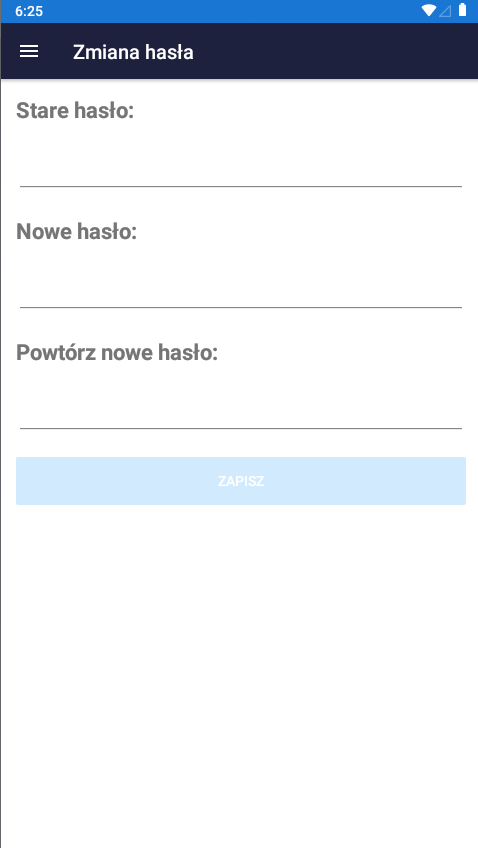 6:25
Zmiana hasła
Stare hasło:
Nowe hasło:
Powtórz nowe hasło:
ZAPISZ